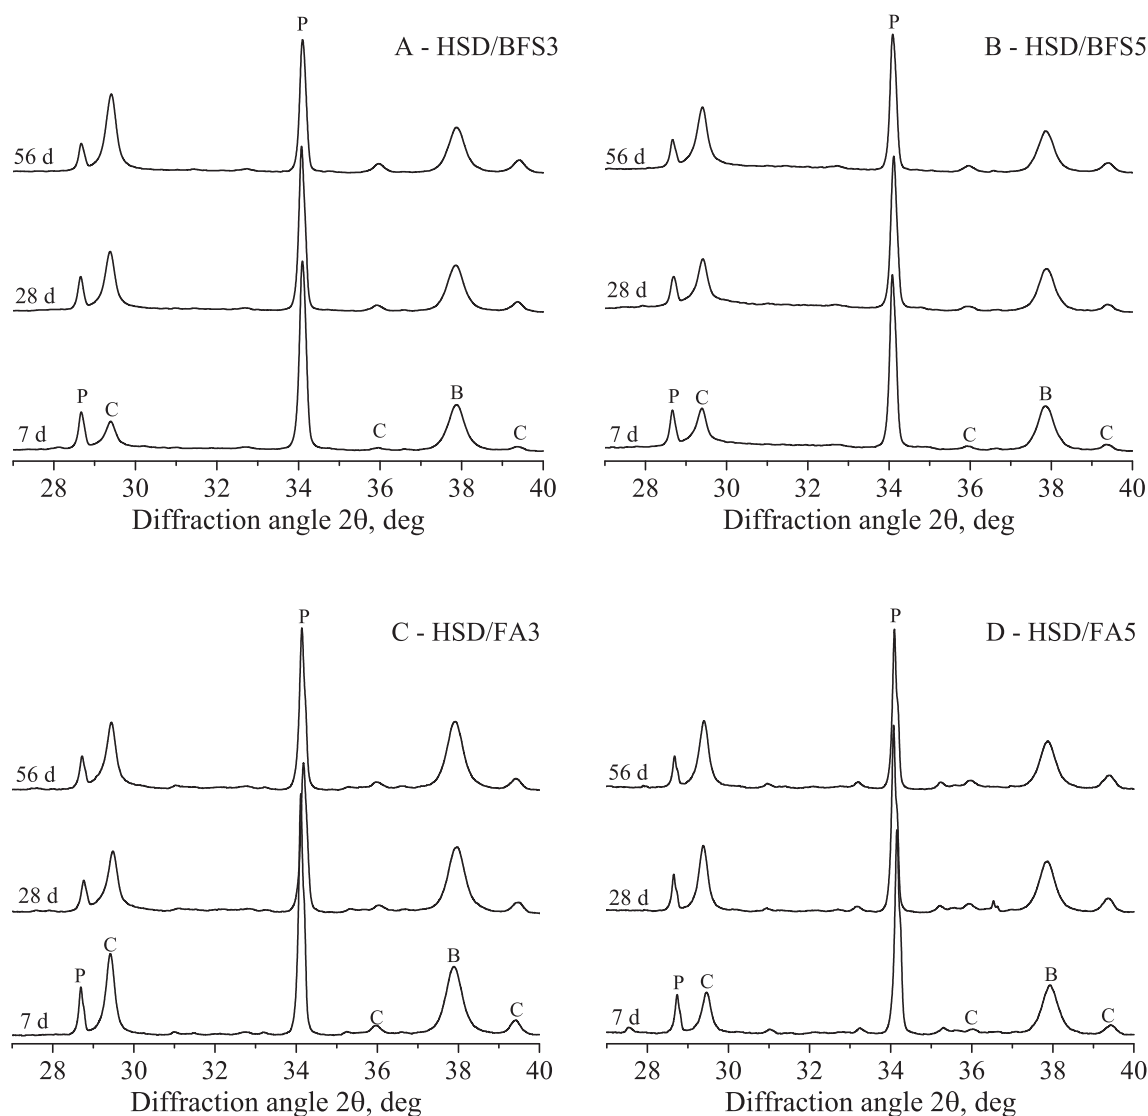 P
A - HSD/BFS3
56 d
28 d
P
C
B
C
C
7 d
28 30 32 34 36 38 40
Diffraction angle 2θ, deg
P
B - HSD/BFS5
56 d
28 d
P
C
B
C
C
7 d
28 30 32 34 36 38 40
Diffraction angle 2θ, deg
P
C - HSD/FA3
56 d
28 d
C
P
B
C
C
7 d
28 30 32 34 36 38 40
Diffraction angle 2θ, deg
P
D - HSD/FA5
56 d
28 d
P
C
B
C
C
7 d
28 30 32 34 36 38 40
Diffraction angle 2θ, deg